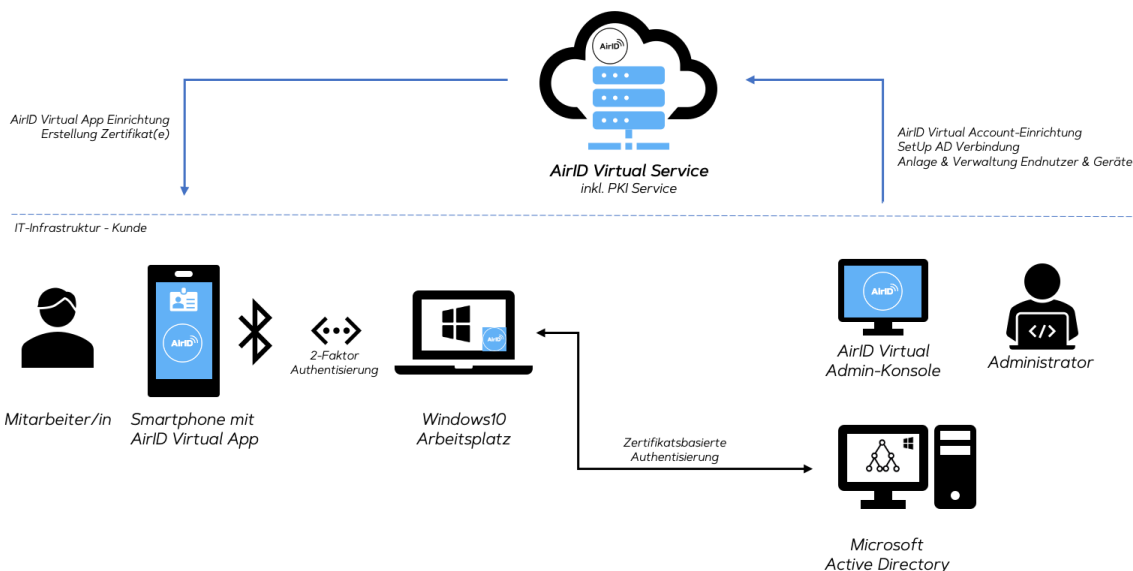 AirID
AirID Virtual App Einrichtung
Erstellung Zertifikat(e)
AirID Virtual Service
inkl. PKI Service
AirID Virtual Account-Einrichtung
SetUp AD Verbindung
Anlage & Verwaltung Endnutzer & Geräte
IT-Infrastruktur - Kunde
AirID
AirID
AirID
</>
2-Faktor
Authentisierung
Mitarbeiter/in
Smartphone mit
AirID Virtual App
Windows10
Arbeitsplatz
AirID Virtual
Admin-Konsole
Administrator
Zertifikatsbasierte
Authentisierung
Microsoft
Active Directory